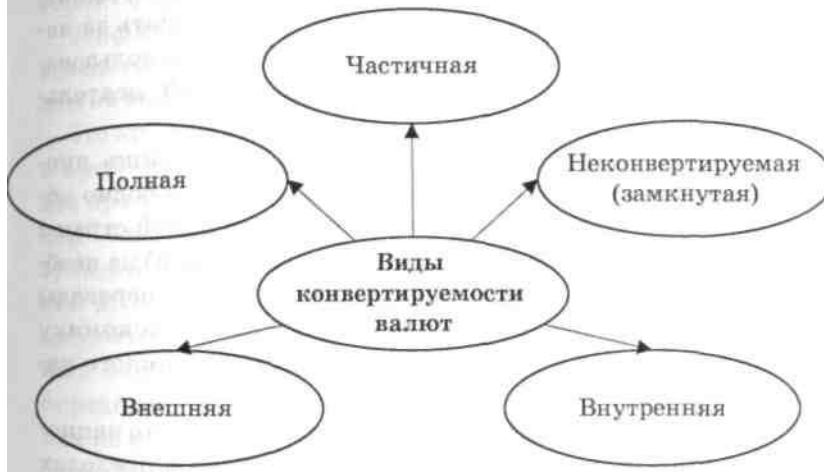 Частичная
Полная
Неконвертируемая
(замкнутая)
Виды
конвертируемости
валют
Внешняя
Внутренняя